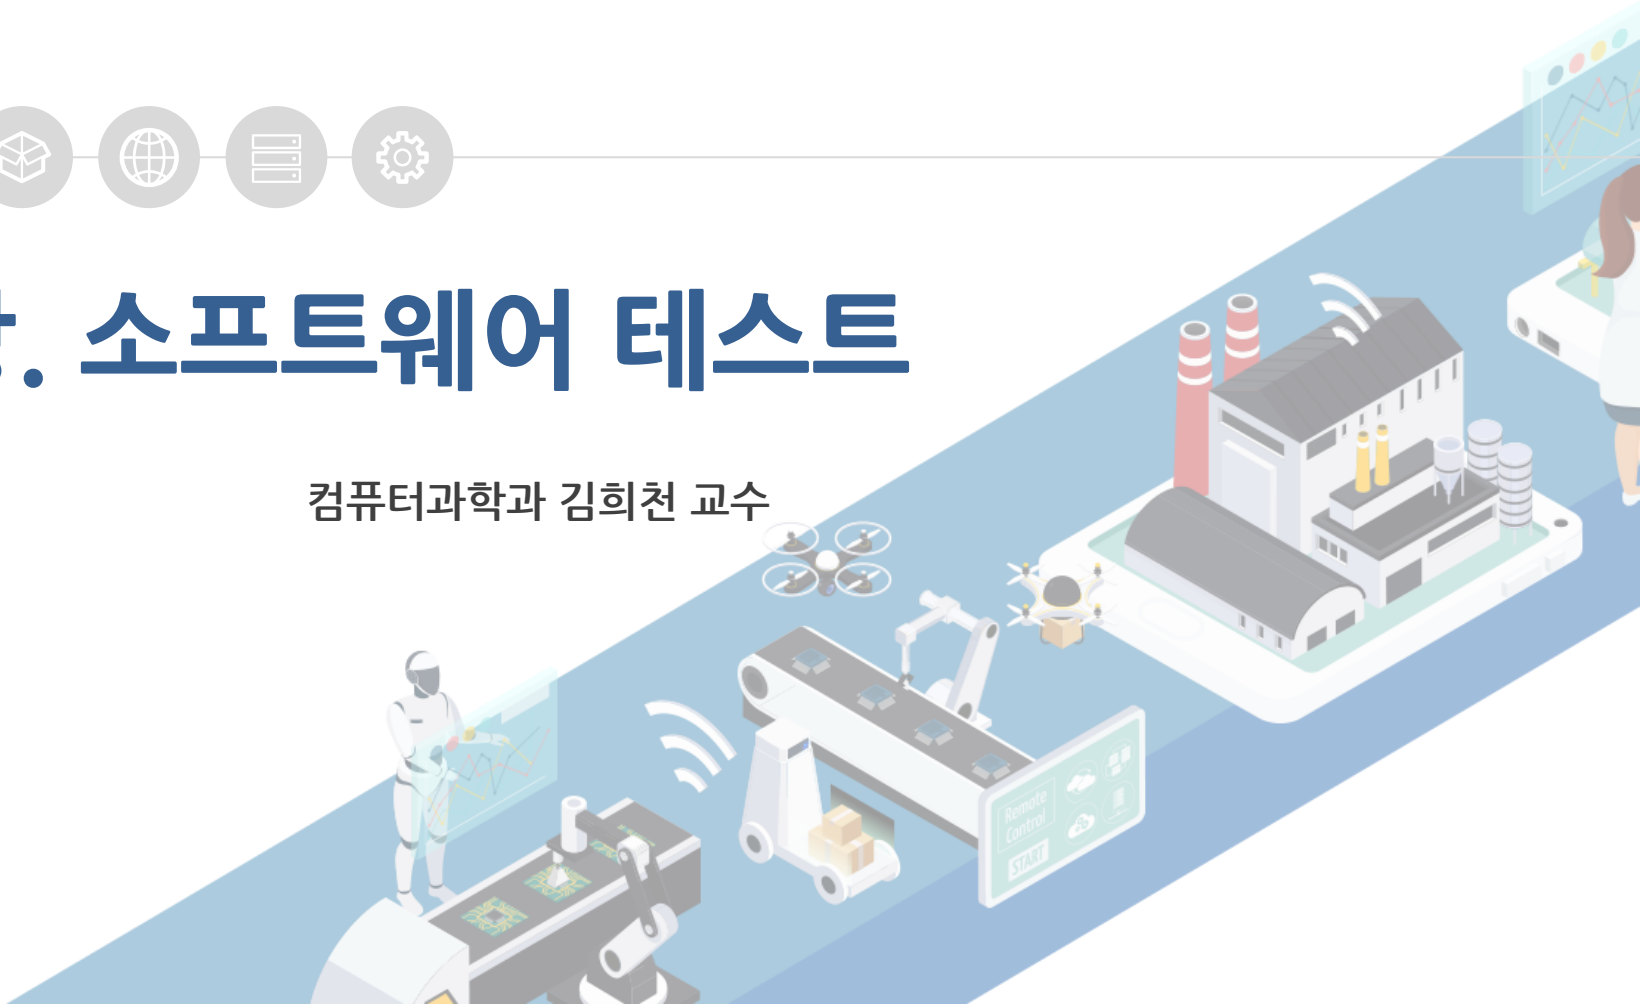 . 소프트웨어 테스트
컴퓨터과학과 김희천 교수
Remote
Control
START